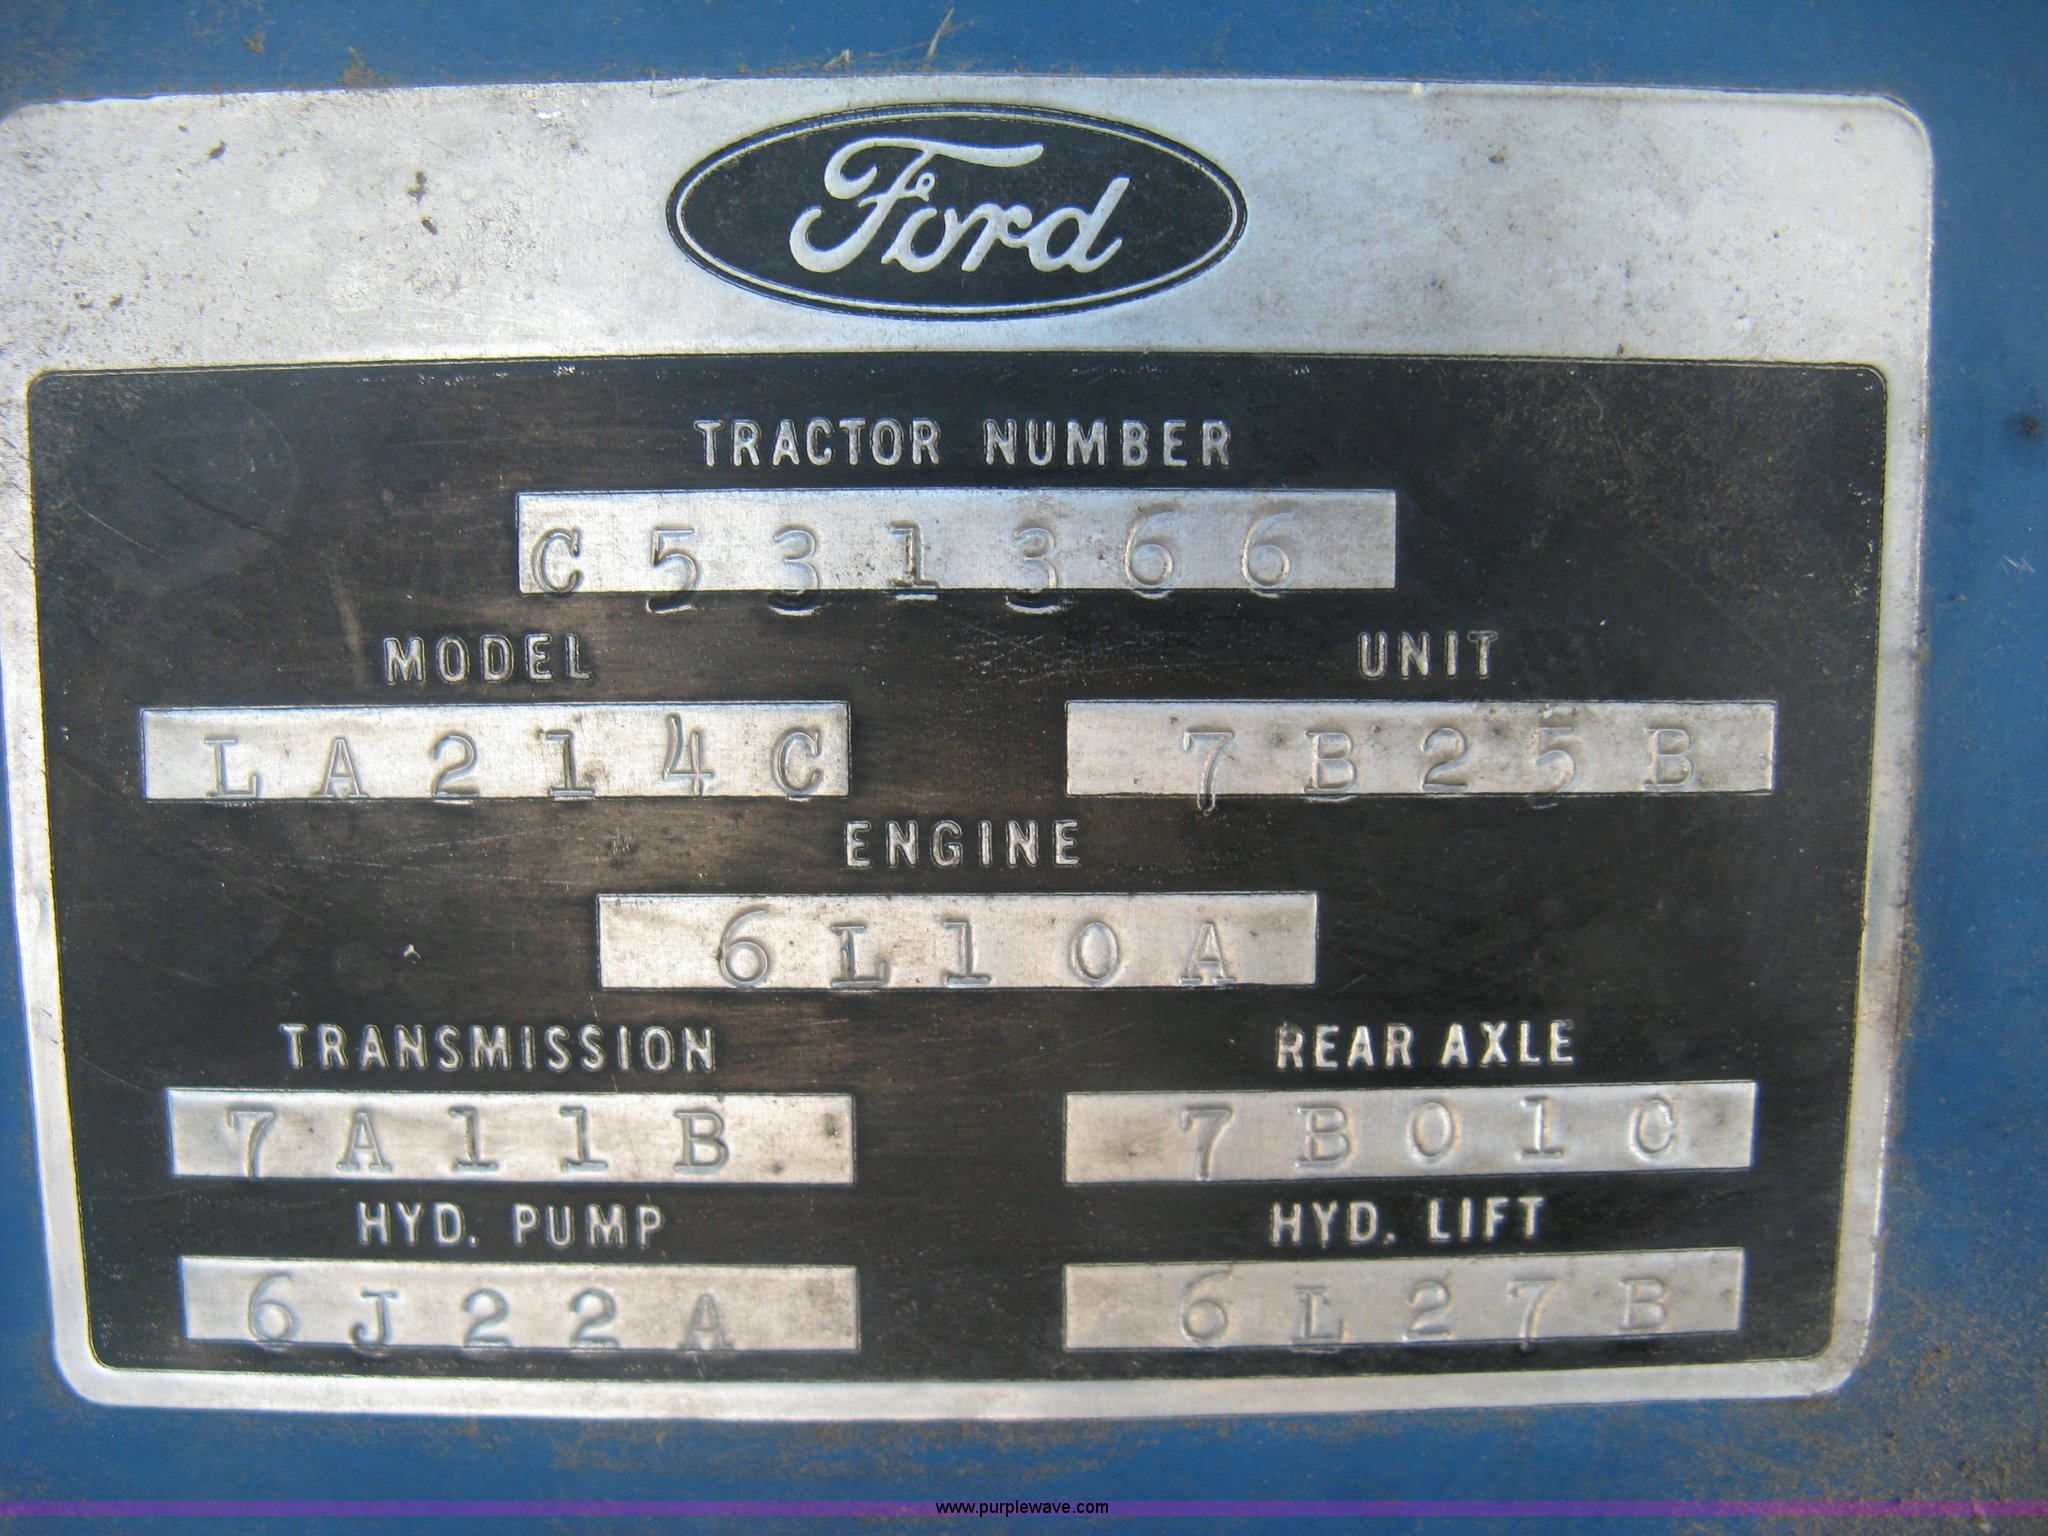 Ford
TRACTOR NUMBER
C531366
MODEL UNIT
LA214C 7B25B
ENGINE
6L10A
TRANSMISSION REAR AXLE
7A11B 7B01C
HYD. PUMP HYD. LIFT
6J22A 6L27B
www.purplewave.com